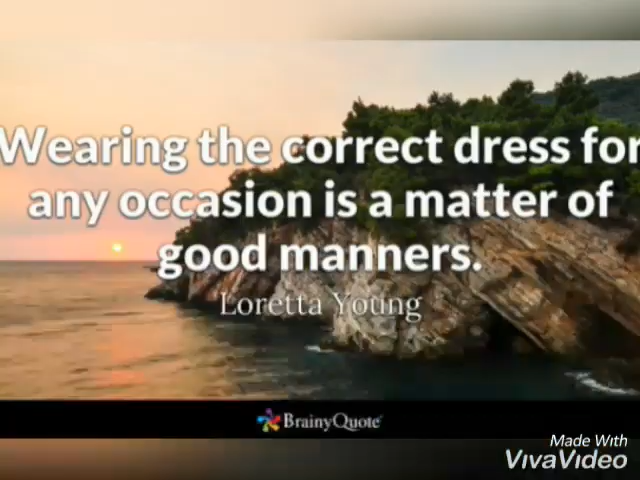 Wearing the correct dress for
any occasion is a matter of
good manners.
Loretta Young
BrainyQuote
Made With
VivaVideo